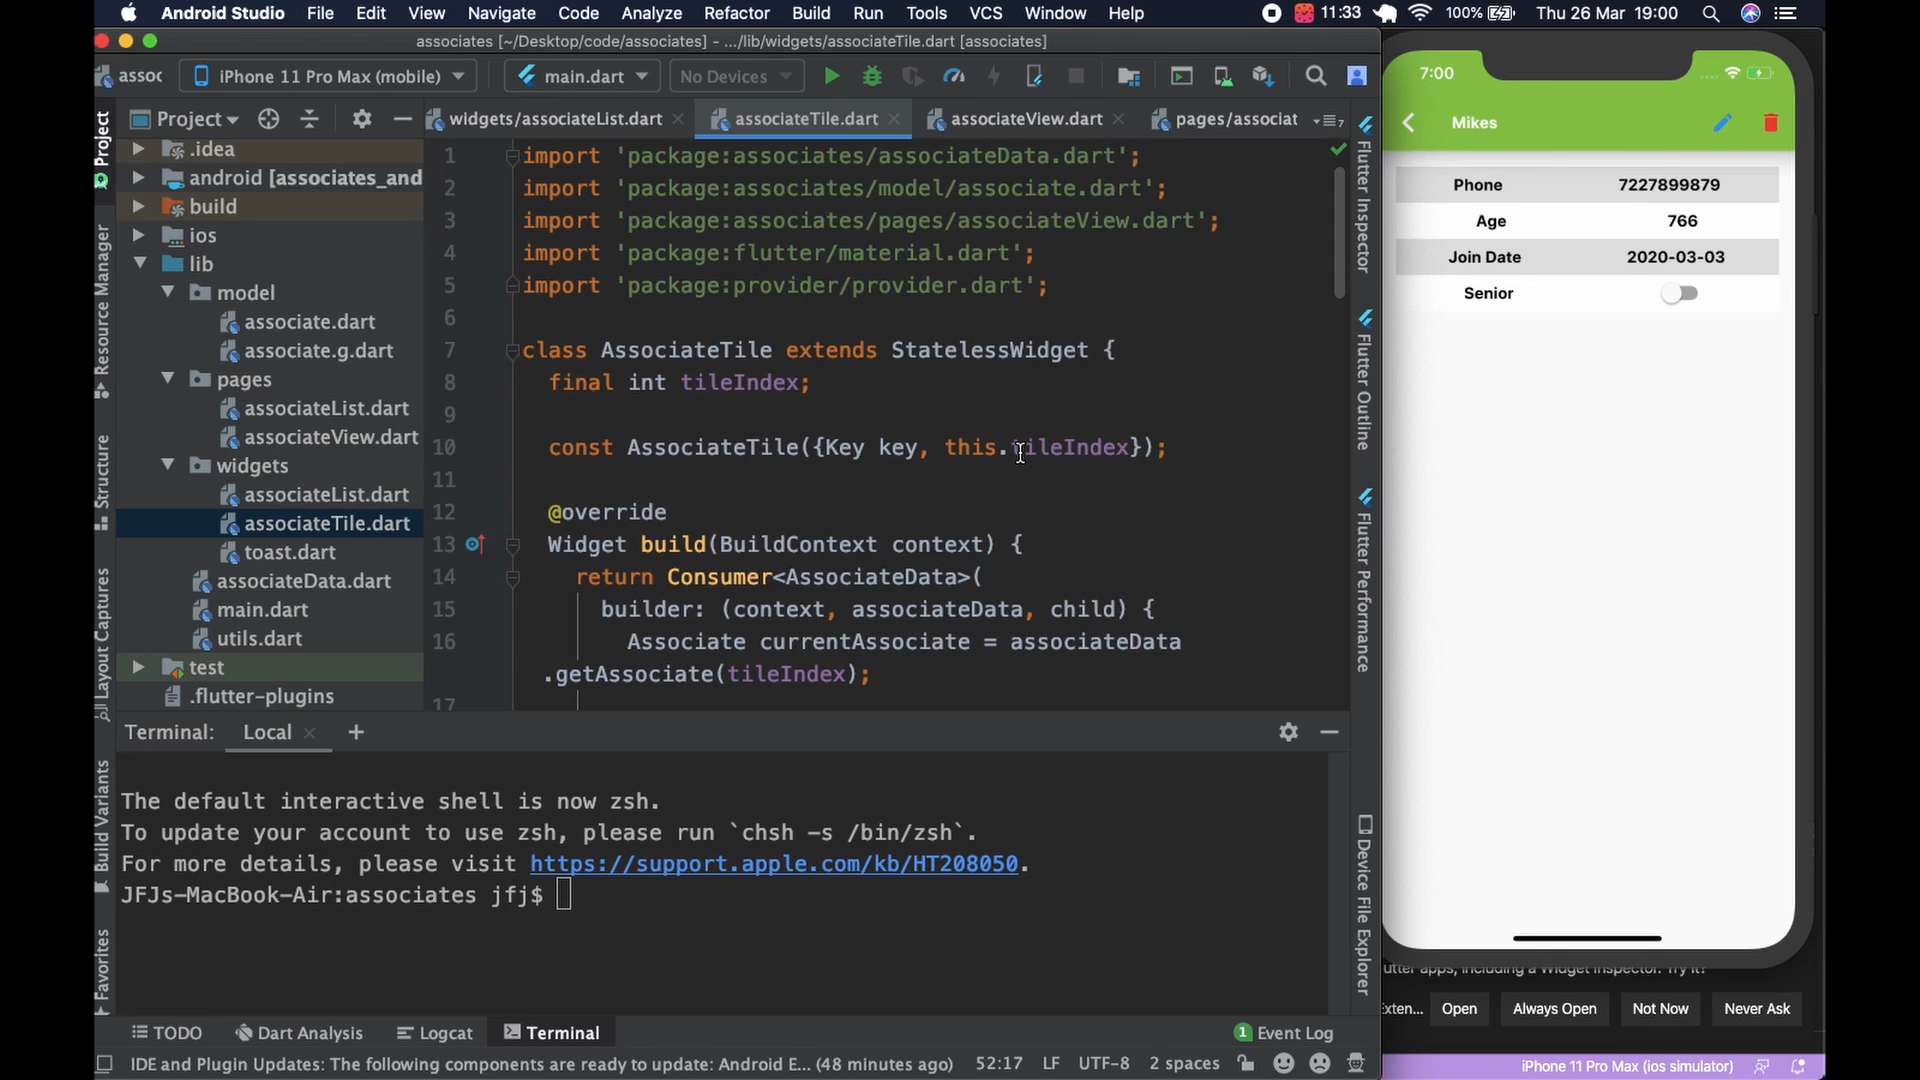 Android Studio File Edit View Navigate Code Analyze Refactor Build Run Tools VCS Window Help 11:33 100% Thu 26 Mar 19:00
associates [~/Desktop/code/associates] - .../lib/widgets/associateTile.dart [associates]
assoc iPhone 11 Pro Max (mobile) main.dart No Devices
Project widgets/associateList.dart associateTile.dart associateView.dart pages/associat 7
Project
Resource Manager
Structure
Layout Captures
Build Variants
Favorites
.idea
android [associates_and
build
ios
lib
model
associate.dart
associate.g.dart
pages
associateList.dart
associateView.dart
widgets
associateList.dart
associateTile.dart
toast.dart
associateData.dart
main.dart
utils.dart
test
.flutter-plugins
1 import 'package:associates/associateData.dart';
2 import 'package:associates/model/associate.dart';
3 import 'package:associates/pages/associateView.dart';
4 import 'package:flutter/material.dart';
5 import 'package:provider/provider.dart';
6
7 class AssociateTile extends StatelessWidget {
8 final int tileIndex;
9
10 const AssociateTile({Key key, this.tileIndex});
11
12 @override
13 Widget build(BuildContext context) {
14 return Consumer<AssociateData>(
15 builder: (context, associateData, child) {
16 Associate currentAssociate = associateData
.getAssociate(tileIndex);
17
Flutter Inspector
Flutter Outline
Flutter Performance
Device File Explorer
Terminal: Local +
The default interactive shell is now zsh.
To update your account to use zsh, please run `chsh -s /bin/zsh`.
For more details, please visit https://support.apple.com/kb/HT208050.
JFJs-MacBook-Air:associates jfj$
TODO Dart Analysis Logcat Terminal 1 Event Log
IDE and Plugin Updates: The following components are ready to update: Android E... (48 minutes ago) 52:17 LF UTF-8 2 spaces
7:00
Mikes
Phone 7227899879
Age 766
Join Date 2020-03-03
Senior
utter apps, including a Widget Inspector. Try it?
Exten... Open Always Open Not Now Never Ask
iPhone 11 Pro Max (ios simulator)